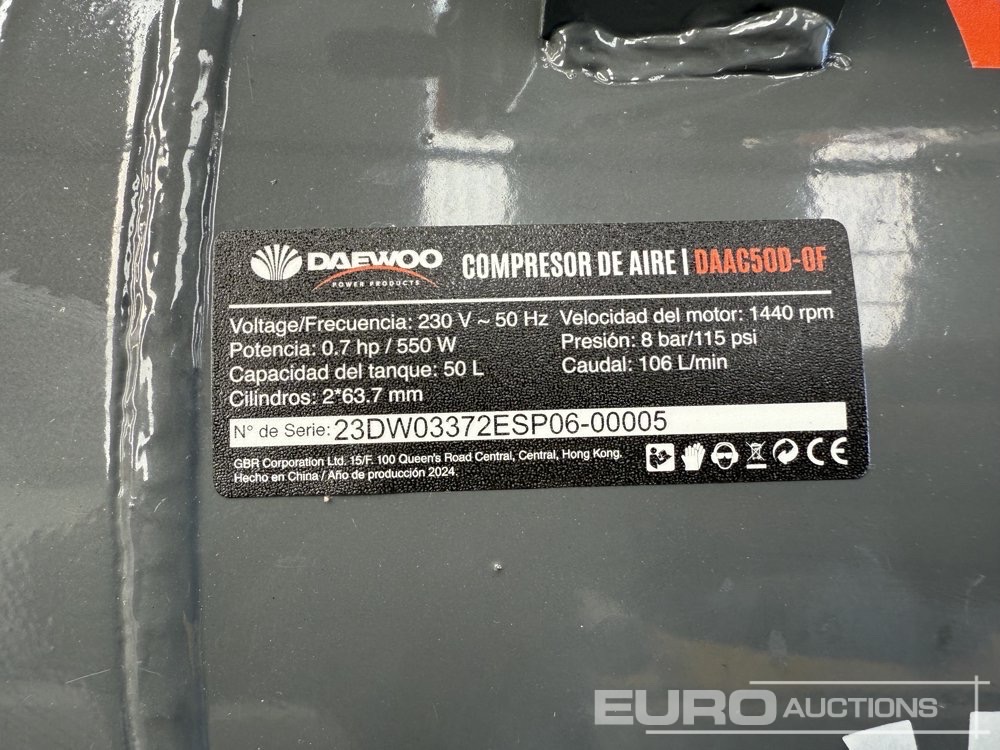 DAEWOO
POWER PRODUCTS
COMPRESOR DE AIRE | DAAC50D-OF
Voltage/Frecuencia: 230 V ~ 50 Hz
Potencia: 0.7 hp / 550 W
Capacidad del tanque: 50 L
Cilindros: 2*63.7 mm
Velocidad del motor: 1440 rpm
Presión: 8 bar/115 psi
Caudal: 106 L/min
N° de Serie: 23DW03372ESP06-00005
GBR Corporation Ltd. 15/F. 100 Queen's Road Central, Central, Hong Kong.
Hecho en China / Año de producción 2024.
CE
EURO AUCTIONS